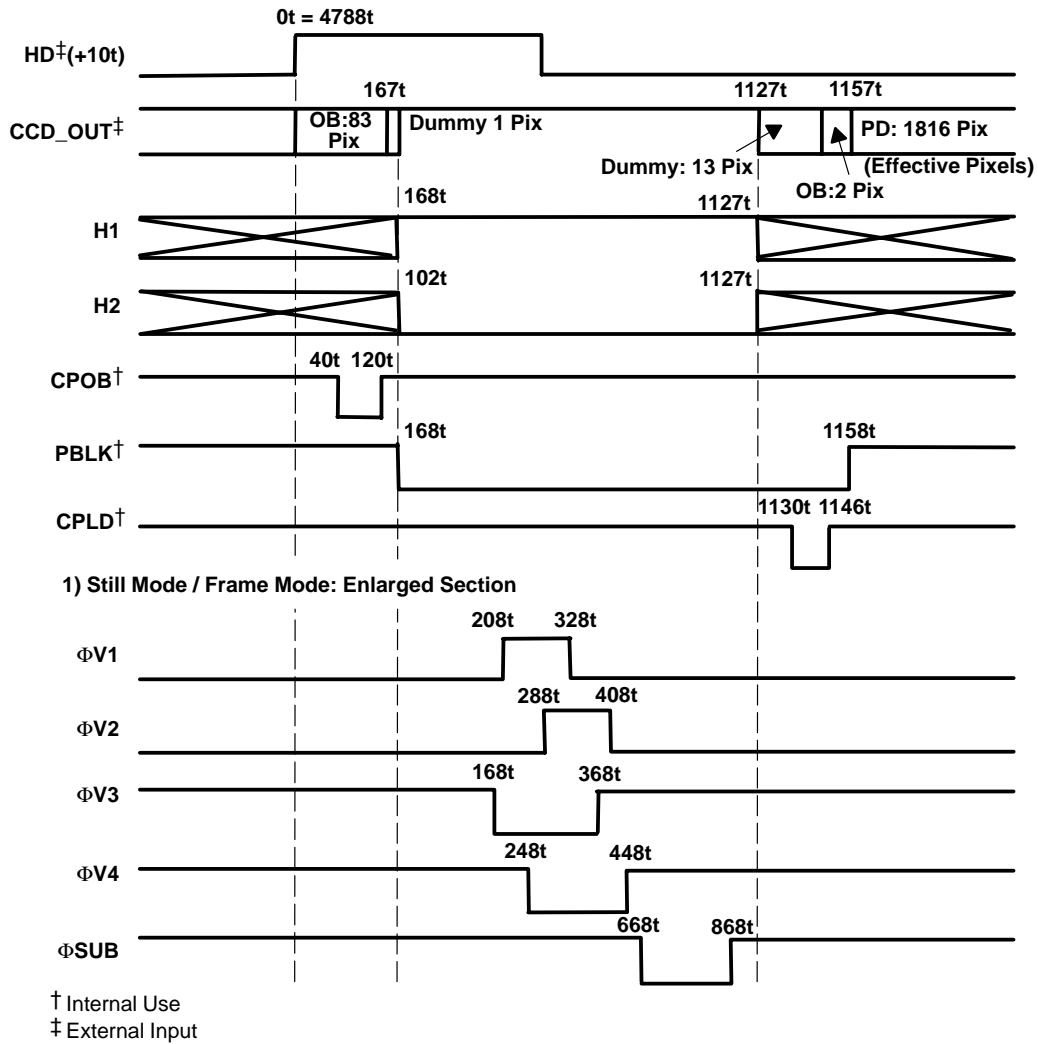 0t = 4788t
HD‡(+10t)
167t
1127t
1157t
CCD_OUT‡
OB:83
Pix
Dummy 1 Pix
PD: 1816 Pix
Dummy: 13 Pix
(Effective Pixels)
OB:2 Pix
168t
1127t
H1
102t
1127t
H2
40t 120t
CPOB†
168t
1158t
PBLK†
1130t 1146t
CPLD†
1) Still Mode / Frame Mode: Enlarged Section
208t
328t
ΦV1
288t
408t
ΦV2
168t
368t
ΦV3
248t
448t
ΦV4
668t
868t
ΦSUB
† Internal Use
‡ External Input